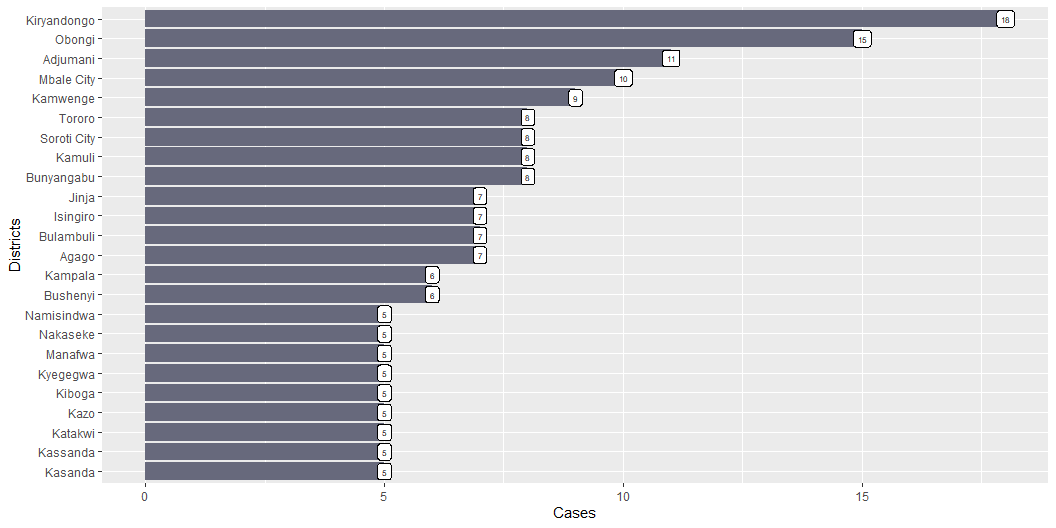 Districts
Kiryandongo 18
Obongi 15
Adjumani 11
Mbale City 10
Kamwenge 9
Tororo 8
Soroti City 8
Kamuli 8
Bunyangabu 8
Jinja 7
Isingiro 7
Bulambuli 7
Agago 7
Kampala 6
Bushenyi 6
Namisindwa 5
Nakaseke 5
Manafwa 5
Kyegegwa 5
Kiboga 5
Kazo 5
Katakwi 5
Kassanda 5
Kasanda 5
0 5 10 15
Cases